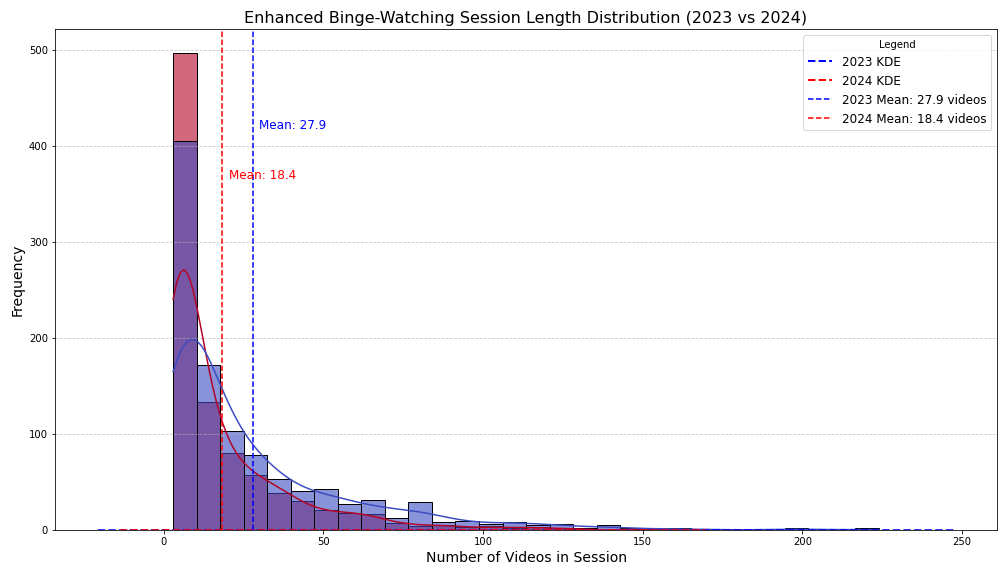 Enhanced Binge-Watching Session Length Distribution (2023 vs 2024)
Legend
2023 KDE
2024 KDE
2023 Mean: 27.9 videos
2024 Mean: 18.4 videos
Mean: 27.9
Mean: 18.4
Frequency
500
400
300
200
100
0
0
50
100
150
200
250
Number of Videos in Session